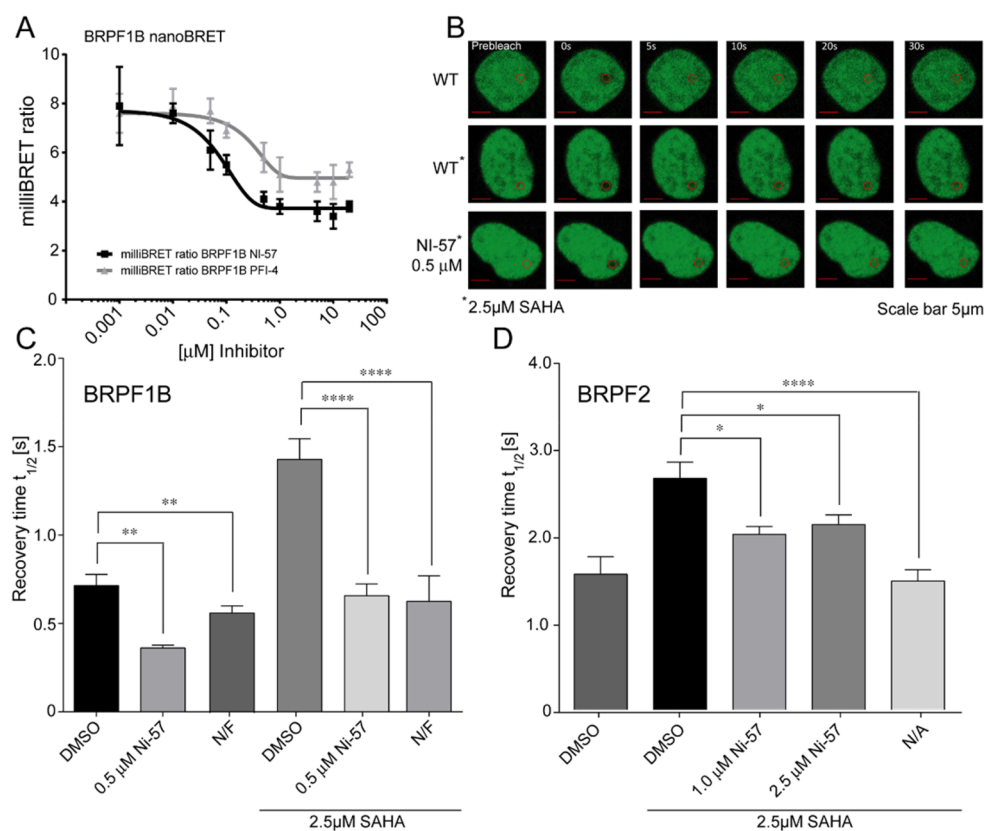 A
BRPF1B nanoBRET
10
8
6
4
2
0
milliBRET ratio
milliBRET ratio BRPF1B NI-57
milliBRET ratio BRPF1B PFI-4
0.001
0.01
0.1
1.0
10
100
[μM] Inhibitor
B
Prebleach
0s
5s
10s
20s
30s
WT
WT*
NI-57*
0.5 μM
*2.5μM SAHA
Scale bar 5μm
C
BRPF1B
2.0
1.5
1.0
0.5
0
Recovery time t1/2 [s]
**
**
****
****
DMSO
0.5 μM Ni-57
N/F
DMSO
0.5 μM Ni-57
N/F
2.5μM SAHA
D
BRPF2
4.0
3.0
2.0
1.0
0.0
Recovery time t1/2 [s]
*
*
****
DMSO
DMSO
1.0 μM Ni-57
2.5 μM Ni-57
N/A
2.5μM SAHA